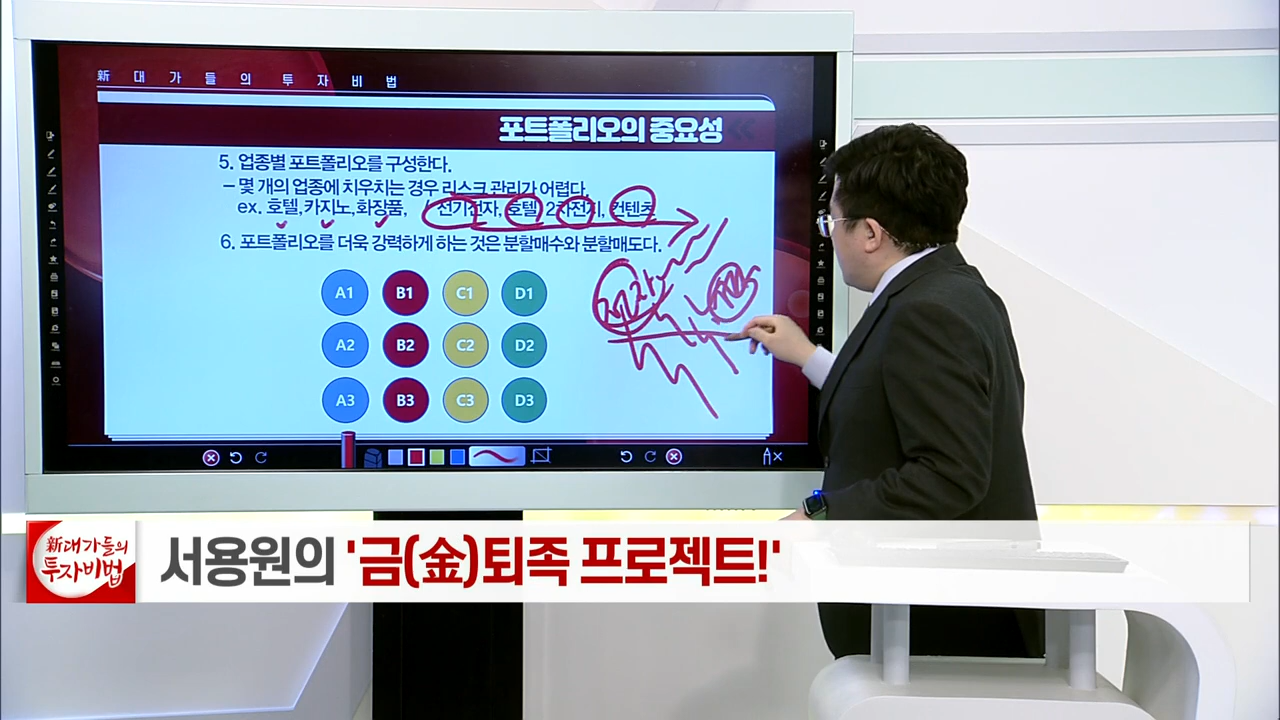 新 대 가 들 의 투 자 비 법
포트폴리오의 중요성
5. 업종별 포트폴리오를 구성한다.
– 몇 개의 업종에 치우치는 경우 리스크 관리가 어렵다.
ex. 호텔,카지노,화장품, / 전기전자, 호텔, 2차전지, 컨텐츠
6. 포트폴리오를 더욱 강력하게 하는 것은 분할매수와 분할매도다.
A1 B1 C1 D1
A2 B2 C2 D2
A3 B3 C3 D3
新대가들의
투자비법
서용원의 '금(金)퇴족 프로젝트!'